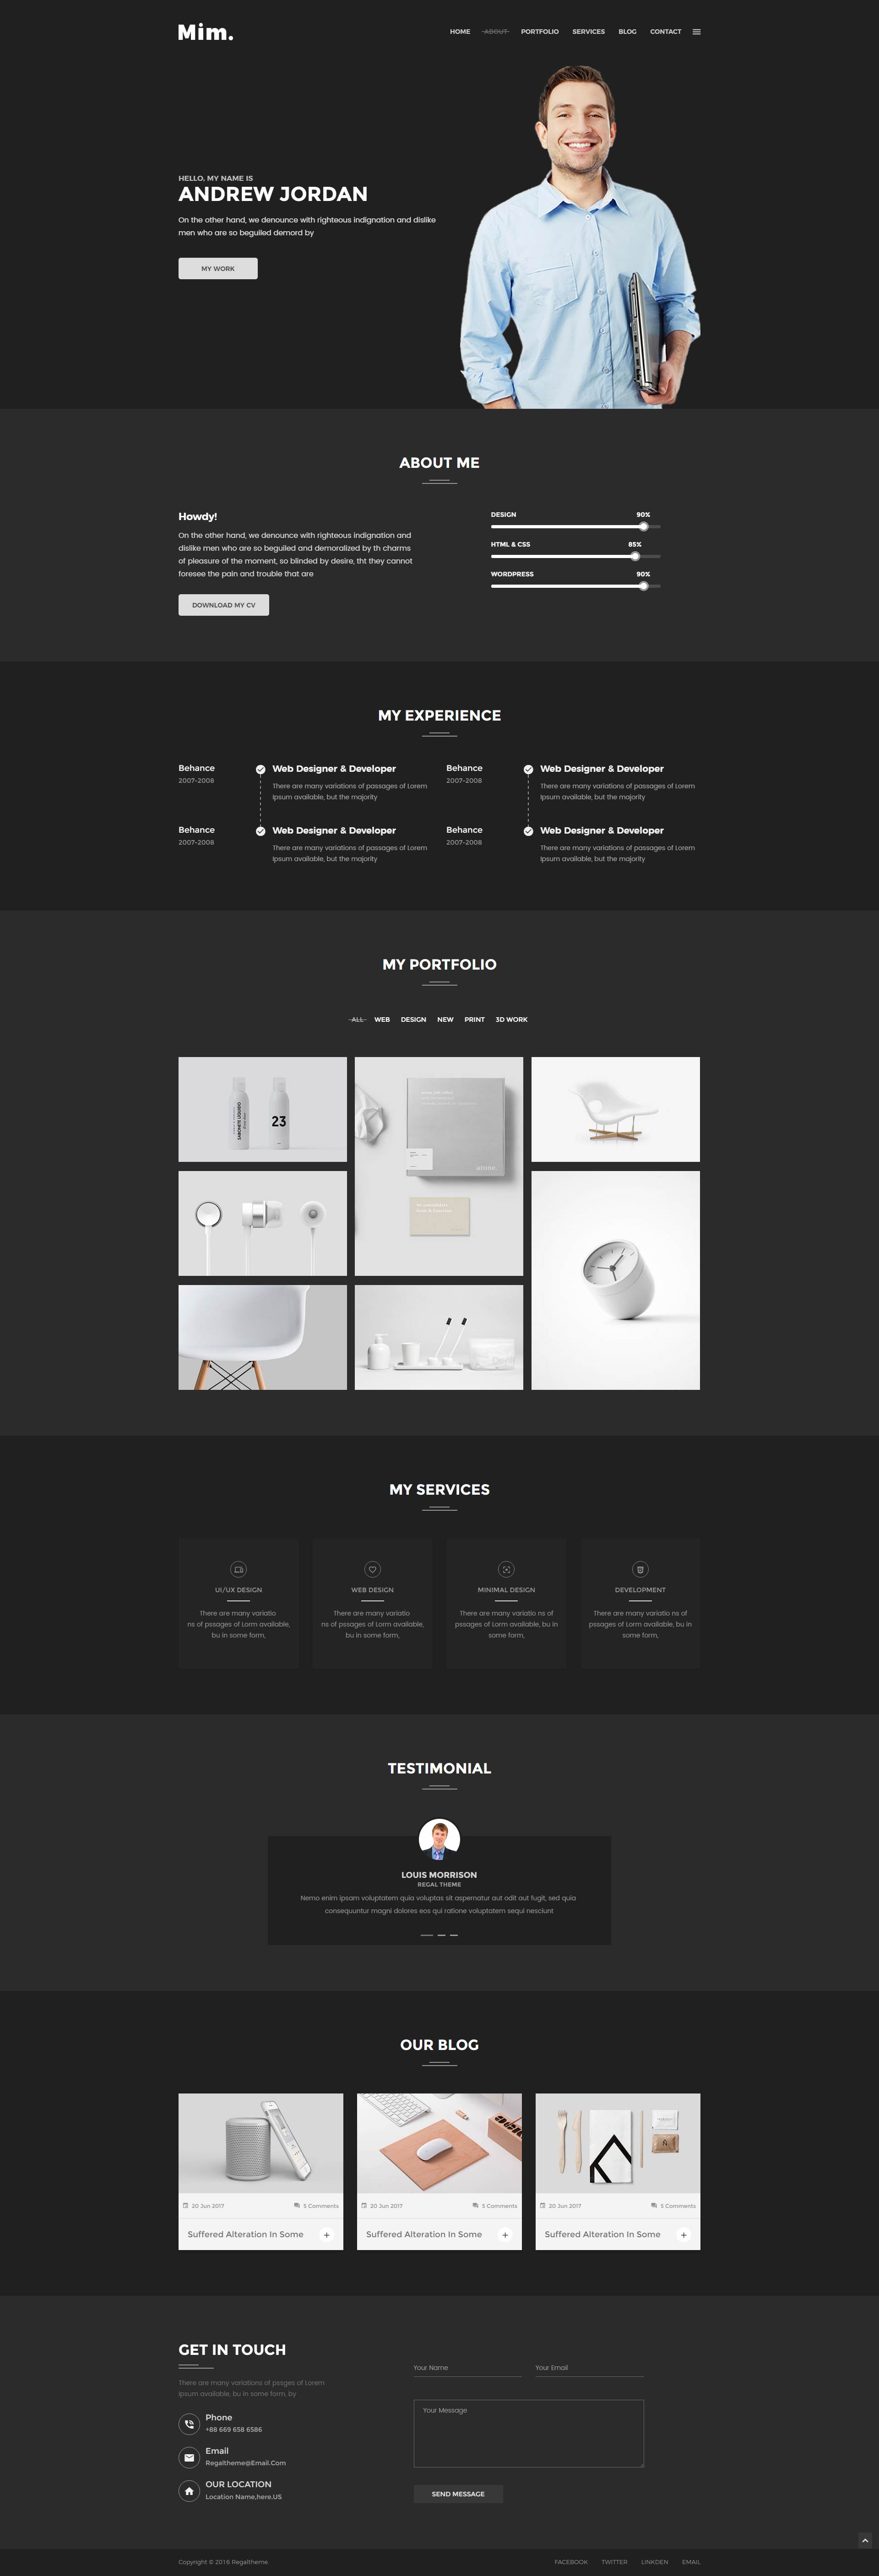 Mim.
HOME ABOUT PORTFOLIO SERVICES BLOG CONTACT
HELLO, MY NAME IS
ANDREW JORDAN
On the other hand, we denounce with righteous indignation and dislike
men who are so beguiled demord by
MY WORK
ABOUT ME
Howdy!
On the other hand, we denounce with righteous indignation and
dislike men who are so beguiled and demoralized by th charms
of pleasure of the moment, so blinded by desire, tht they cannot
foresee the pain and trouble that are
DOWNLOAD MY CV
DESIGN 90%
HTML & CSS 85%
WORDPRESS 90%
MY EXPERIENCE
Behance
2007-2008
Web Designer & Developer
There are many variations of passages of Lorem
Ipsum available, but the majority
Behance
2007-2008
Web Designer & Developer
There are many variations of passages of Lorem
Ipsum available, but the majority
Behance
2007-2008
Web Designer & Developer
There are many variations of passages of Lorem
Ipsum available, but the majority
Behance
2007-2008
Web Designer & Developer
There are many variations of passages of Lorem
Ipsum available, but the majority
MY PORTFOLIO
ALL WEB DESIGN NEW PRINT 3D WORK
SABONETE LÍQUIDO
23
MY SERVICES
UI/UX DESIGN
There are many variatio
ns of pssages of Lorm available,
bu in some form,
WEB DESIGN
There are many variatio
ns of pssages of Lorm available,
bu in some form,
MINIMAL DESIGN
There are many variatio ns of
pssages of Lorm available, bu in
some form,
DEVELOPMENT
There are many variatio ns of
pssages of Lorm available, bu in
some form,
TESTIMONIAL
LOUIS MORRISON
REGAL THEME
Nemo enim ipsam voluptatem quia voluptas sit aspernatur aut odit aut fugit, sed quia
consequuntur magni dolores eos qui ratione voluptatem sequi nesciunt
OUR BLOG
20 Jun 2017 5 Comments
Suffered Alteration In Some +
20 Jun 2017 5 Comments
Suffered Alteration In Some +
20 Jun 2017 5 Comments
Suffered Alteration In Some +
GET IN TOUCH
There are many variations of pssges of Lorem
Ipsum available, bu in some form, by
Phone
+88 669 658 6586
Email
Regaltheme@Email.Com
OUR LOCATION
Location Name,here.US
Your Name
Your Email
Your Message
SEND MESSAGE
Copyright © 2016 Regaltheme
FACEBOOK TWITTER LINKDEN EMAIL